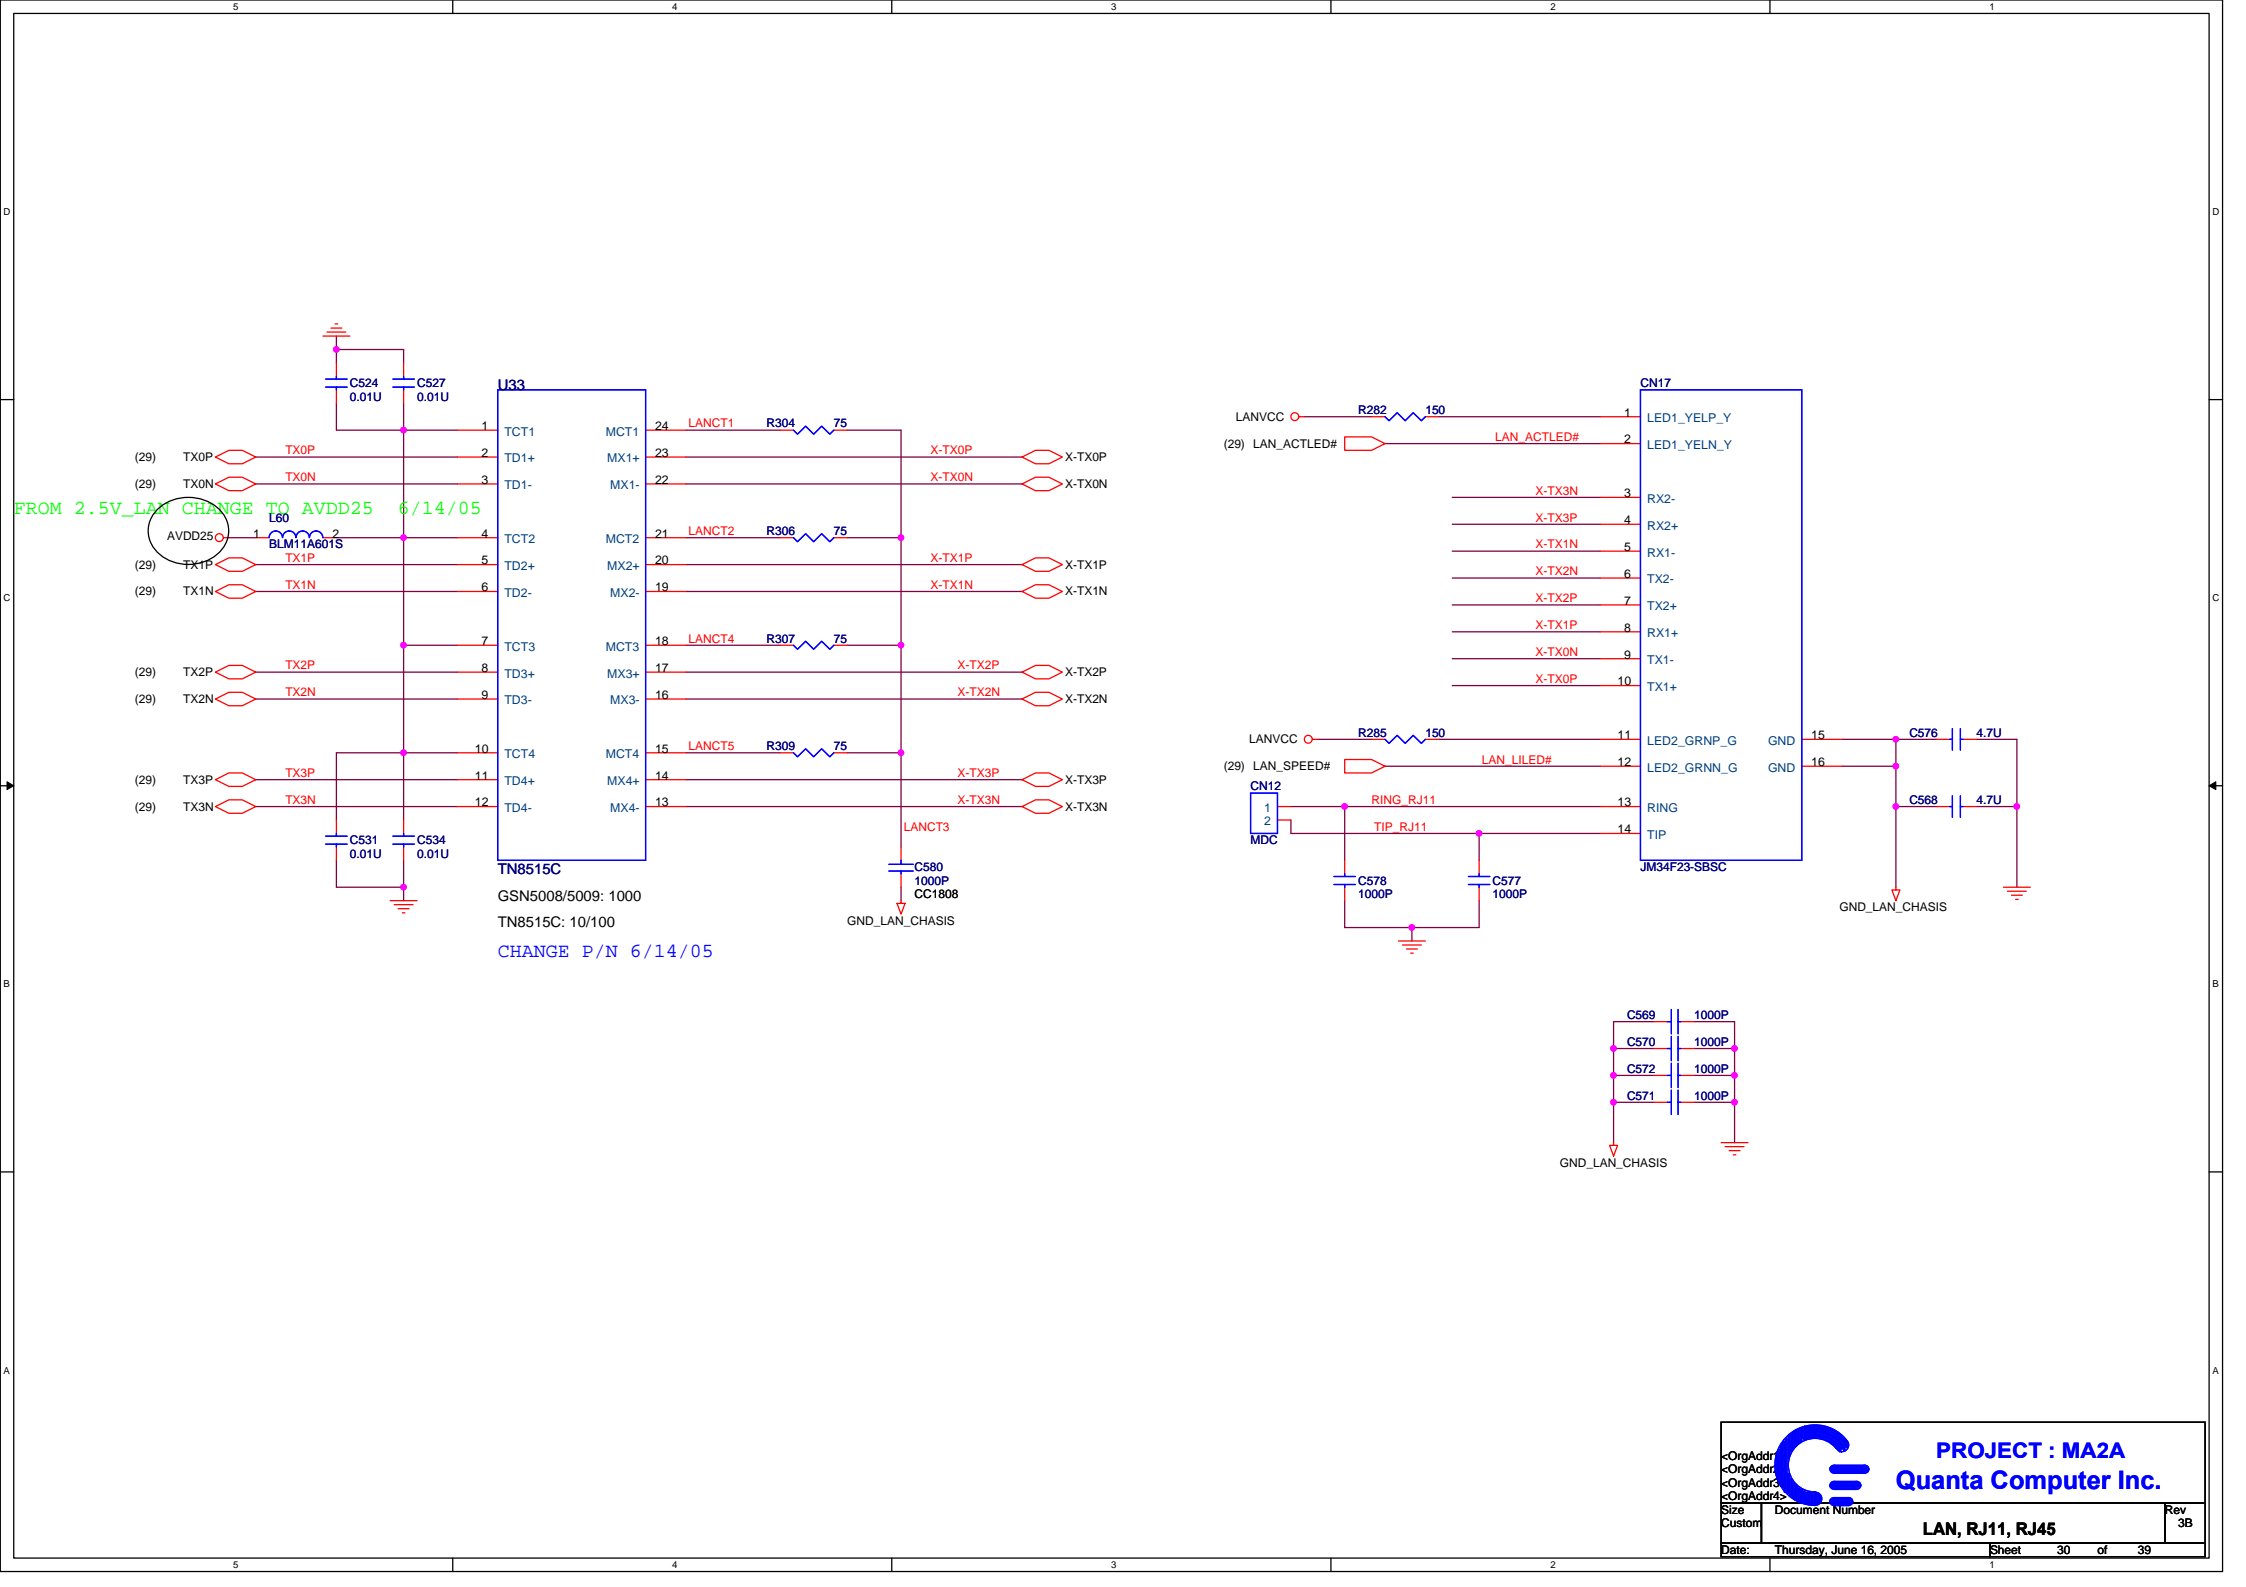 5 4 3 2 1
D D
C C
B B
A A
C524
0.01U
C527
0.01U
U33
1 TCT1 MCT1 24 LANCT1 R304 75
(29) TX0P TX0P 2 TD1+ MX1+ 23 X-TX0P X-TX0P
(29) TX0N TX0N 3 TD1- MX1- 22 X-TX0N X-TX0N
FROM 2.5V_LAN CHANGE TO AVDD25 6/14/05
L60
AVDD25 1 2 4 TCT2 MCT2 21 LANCT2 R306 75
BLM11A601S
(29) TX1P TX1P 5 TD2+ MX2+ 20 X-TX1P X-TX1P
(29) TX1N TX1N 6 TD2- MX2- 19 X-TX1N X-TX1N
7 TCT3 MCT3 18 LANCT4 R307 75
(29) TX2P TX2P 8 TD3+ MX3+ 17 X-TX2P X-TX2P
(29) TX2N TX2N 9 TD3- MX3- 16 X-TX2N X-TX2N
10 TCT4 MCT4 15 LANCT5 R309 75
(29) TX3P TX3P 11 TD4+ MX4+ 14 X-TX3P X-TX3P
(29) TX3N TX3N 12 TD4- MX4- 13 X-TX3N X-TX3N
LANCT3
C531
0.01U
C534
0.01U
C580
1000P
CC1808
GND_LAN_CHASIS
TN8515C
GSN5008/5009: 1000
TN8515C: 10/100
CHANGE P/N 6/14/05
CN17
LANVCC R282 150 1 LED1_YELP_Y
(29) LAN_ACTLED# LAN_ACTLED# 2 LED1_YELN_Y
X-TX3N 3 RX2-
X-TX3P 4 RX2+
X-TX1N 5 RX1-
X-TX2N 6 TX2-
X-TX2P 7 TX2+
X-TX1P 8 RX1+
X-TX0N 9 TX1-
X-TX0P 10 TX1+
LANVCC R285 150 11 LED2_GRNP_G GND 15 C576 4.7U
(29) LAN_SPEED# LAN_LILED# 12 LED2_GRNN_G GND 16
CN12
1 RING_RJ11 13 RING C568 4.7U
2 TIP_RJ11 14 TIP
MDC
JM34F23-SBSC
C578
1000P
C577
1000P
GND_LAN_CHASIS
C569 1000P
C570 1000P
C572 1000P
C571 1000P
GND_LAN_CHASIS
PROJECT : MA2A
Quanta Computer Inc.
<OrgAddr
<OrgAddr
<OrgAddr3
<OrgAddr4>
Size Document Number Rev
Custom LAN, RJ11, RJ45 3B
Date: Thursday, June 16, 2005 Sheet 30 of 39
5 4 3 2 1